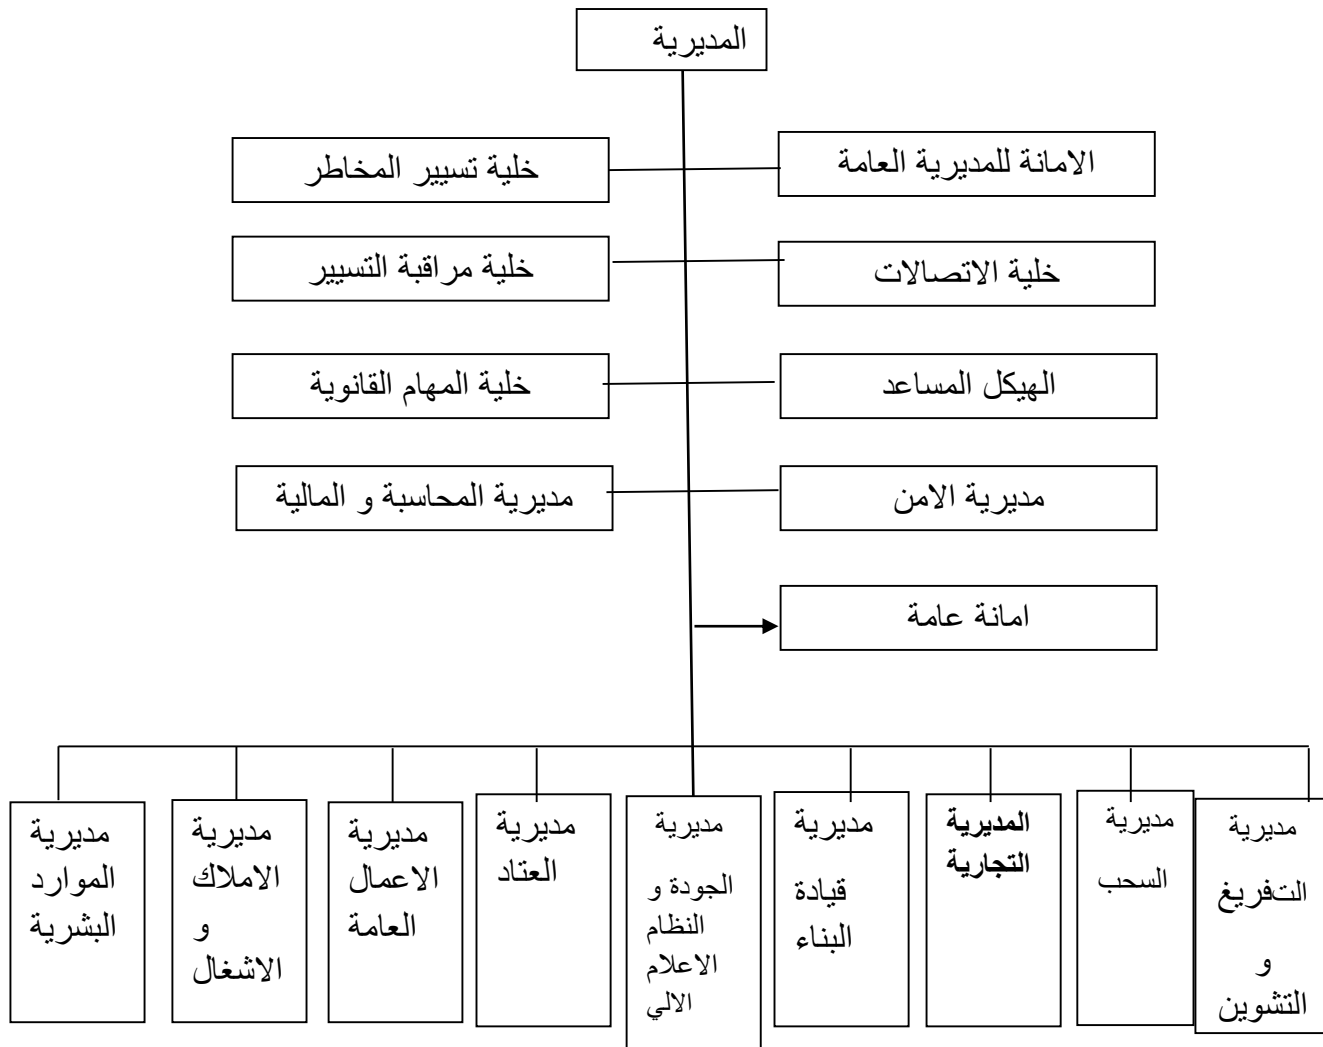 المديرية
الامانة للمديرية العامة
خلية تسيير المخاطر
خلية الاتصالات
خلية مراقبة التسيير
الهيكل المساعد
خلية المهام القانوية
مديرية الامن
مديرية المحاسبة و المالية
امانة عامة
مديرية
التفريغ
و
التشوين
مديرية
السحب
المديرية
التجارية
مديرية
قيادة
البناء
مديرية
الجودة و
النظام
الاعلام
الالي
مديرية
العتاد
مديرية
الاعمال
العامة
مديرية
الاملاك
و
الاشغال
مديرية
الموارد
البشرية